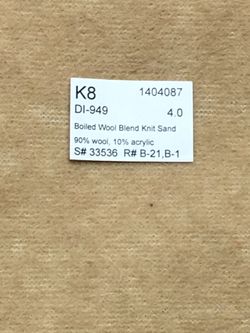 K8 1404087
DI-949 4.0
Boiled Wool Blend Knit Sand
90% wool, 10% acrylic
S# 33536 R# B-21,B-1